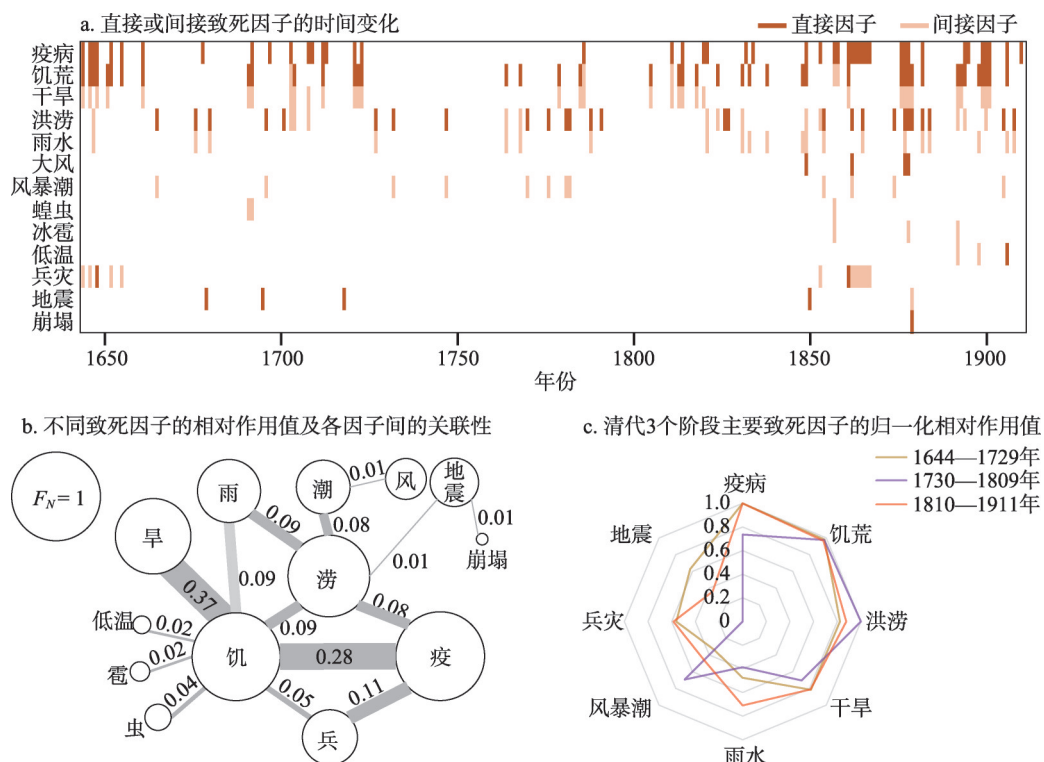 a. 直接或间接致死因子的时间变化
直接因子 间接因子
疫病
饥荒
干旱
洪涝
雨水
大风
风暴潮
蝗虫
冰雹
低温
兵灾
地震
崩塌
1650 1700 1750 1800 1850 1900
年份
b. 不同致死因子的相对作用值及各因子间的关联性
F_N = 1
雨
潮
0.01
风
地震
旱
0.09
0.08
0.01
崩塌
涝
0.01
0.37
0.09
低温
0.02
0.09
0.08
雹
0.02
饥
0.28
疫
虫
0.04
0.05
0.11
兵
c. 清代3个阶段主要致死因子的归一化相对作用值
1644—1729年
1730—1809年
1810—1911年
疫病
1.0
0.8
0.6
0.4
0.2
0
地震
饥荒
兵灾
洪涝
风暴潮
干旱
雨水